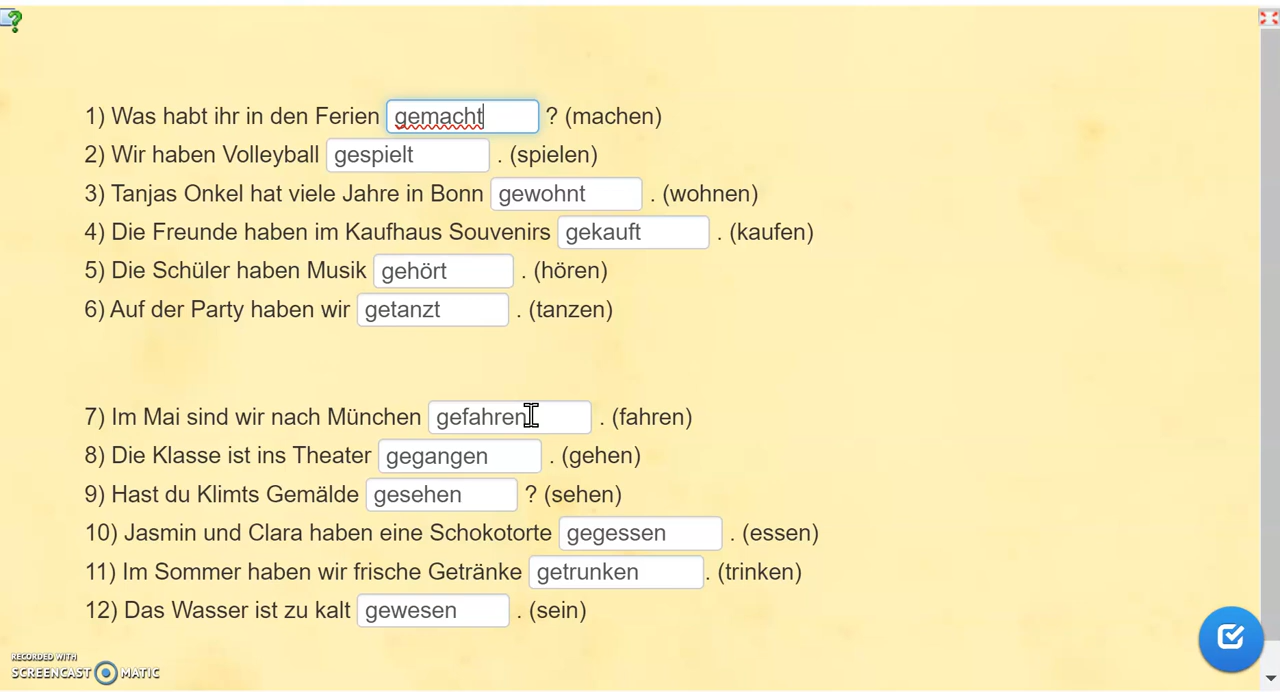 1) Was habt ihr in den Ferien gemacht ? (machen)
2) Wir haben Volleyball gespielt . (spielen)
3) Tanjas Onkel hat viele Jahre in Bonn gewohnt . (wohnen)
4) Die Freunde haben im Kaufhaus Souvenirs gekauft . (kaufen)
5) Die Schüler haben Musik gehört . (hören)
6) Auf der Party haben wir getanzt . (tanzen)
7) Im Mai sind wir nach München gefahren . (fahren)
8) Die Klasse ist ins Theater gegangen . (gehen)
9) Hast du Klimts Gemälde gesehen ? (sehen)
10) Jasmin und Clara haben eine Schokotorte gegessen . (essen)
11) Im Sommer haben wir frische Getränke getrunken . (trinken)
12) Das Wasser ist zu kalt gewesen . (sein)
RECORDED WITH
SCREENCAST MATIC